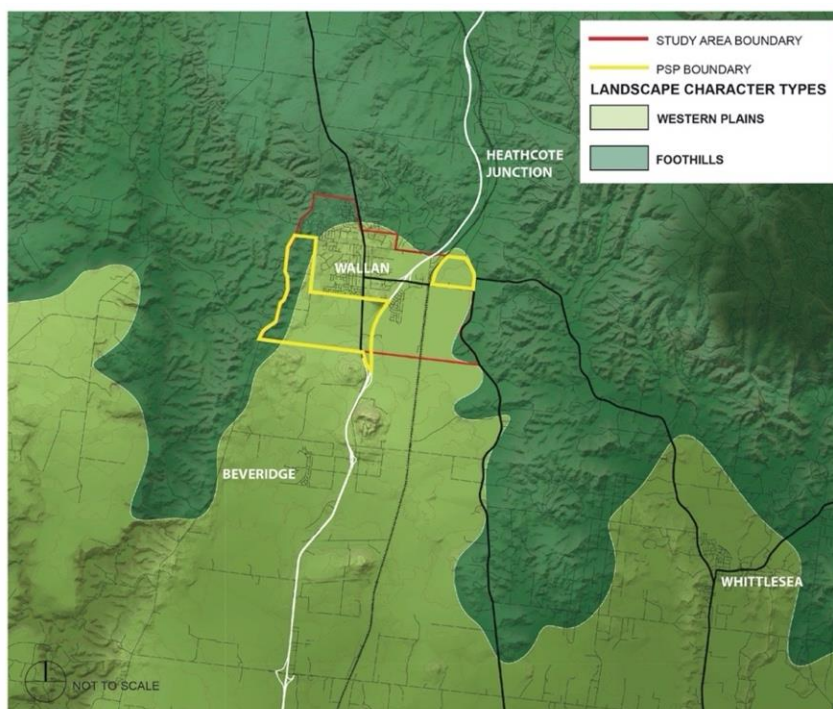 STUDY AREA BOUNDARY
PSP BOUNDARY
LANDSCAPE CHARACTER TYPES
WESTERN PLAINS
FOOTHILLS
HEATHCOTE
JUNCTION
WALLAN
BEVERIDGE
WHITTLESEA
NOT TO SCALE